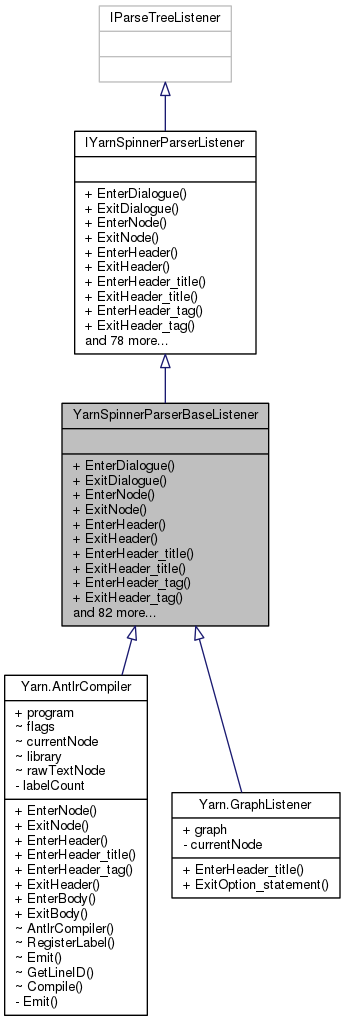 IParseTreeListener
IYarnSpinnerParserListener
+ EnterDialogue()
+ ExitDialogue()
+ EnterNode()
+ ExitNode()
+ EnterHeader()
+ ExitHeader()
+ EnterHeader_title()
+ ExitHeader_title()
+ EnterHeader_tag()
+ ExitHeader_tag()
and 78 more...
YarnSpinnerParserBaseListener
+ EnterDialogue()
+ ExitDialogue()
+ EnterNode()
+ ExitNode()
+ EnterHeader()
+ ExitHeader()
+ EnterHeader_title()
+ ExitHeader_title()
+ EnterHeader_tag()
+ ExitHeader_tag()
and 82 more...
Yarn.AntlrCompiler
+ program
~ flags
~ currentNode
~ library
~ rawTextNode
- labelCount
+ EnterNode()
+ ExitNode()
+ EnterHeader()
+ EnterHeader_title()
+ EnterHeader_tag()
+ ExitHeader()
+ EnterBody()
+ ExitBody()
~ AntlrCompiler()
~ RegisterLabel()
~ Emit()
~ GetLineID()
~ Compile()
- Emit()
Yarn.GraphListener
+ graph
- currentNode
+ EnterHeader_title()
+ ExitOption_statement()